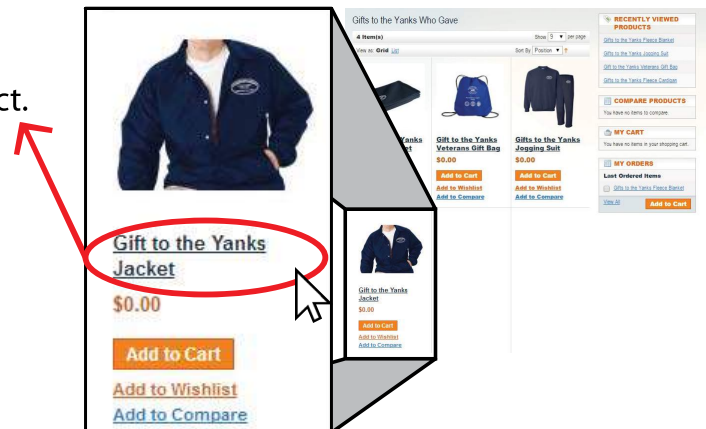 ct.
Gift to the Yanks
Jacket
$0.00
Add to Cart
Add to Wishlist
Add to Compare
Gifts to the Yanks Who Gave
4 Item(s)
Show 9 per page
View as: Grid List
Sort By Position
Yanks
et
Gift to the Yanks
Veterans Gift Bag
$0.00
Add to Cart
Add to Wishlist
Add to Compare
Gifts to the Yanks
Jogging Suit
$0.00
Add to Cart
Add to Wishlist
Add to Compare
Gift to the Yanks
Jacket
$0.00
Add to Cart
Add to Wishlist
Add to Compare
RECENTLY VIEWED
PRODUCTS
Gifts to the Yanks Fleece Blanket
Gifts to the Yanks Jogging Suit
Gift to the Yanks Veterans Gift Bag
Gifts to the Yanks Fleece Cardigan
COMPARE PRODUCTS
You have no items to compare.
MY CART
You have no items in your shopping cart.
MY ORDERS
Last Ordered Items
Gifts to the Yanks Fleece Blanket
View All
Add to Cart